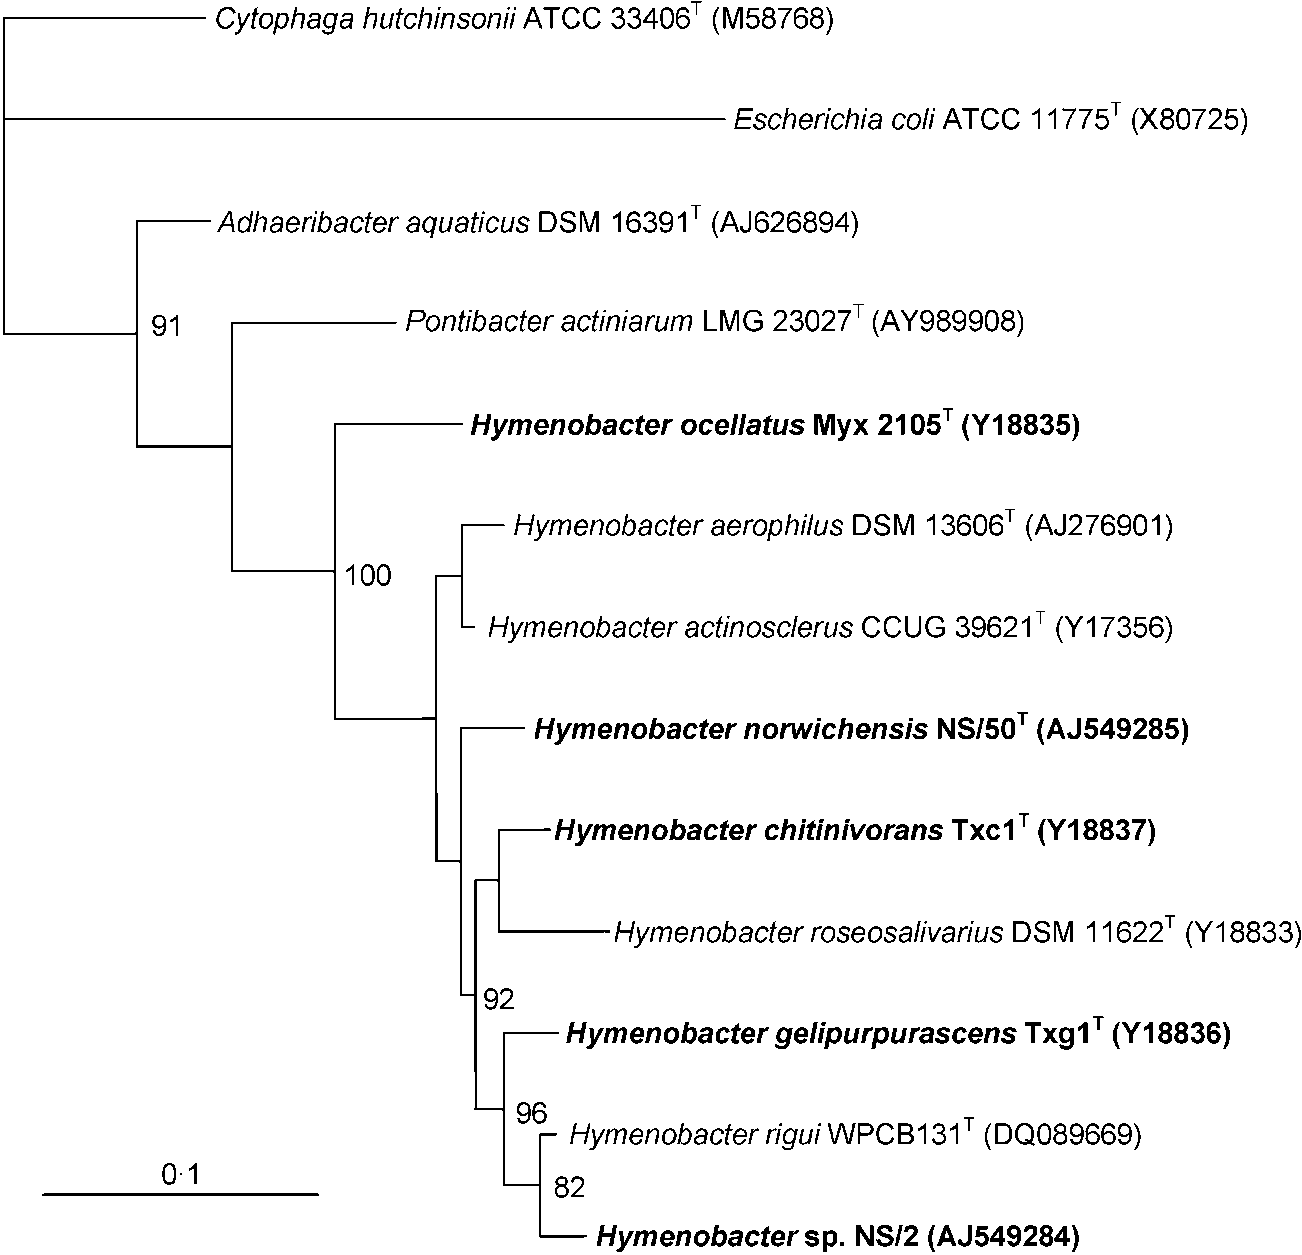 Cytophaga hutchinsonii ATCC 33406T (M58768)
Escherichia coli ATCC 11775T (X80725)
Adhaeribacter aquaticus DSM 16391T (AJ626894)
91
Pontibacter actiniarum LMG 23027T (AY989908)
Hymenobacter ocellatus Myx 2105T (Y18835)
Hymenobacter aerophilus DSM 13606T (AJ276901)
100
Hymenobacter actinosclerus CCUG 39621T (Y17356)
Hymenobacter norwichensis NS/50T (AJ549285)
Hymenobacter chitinivorans Txc1T (Y18837)
Hymenobacter roseosalivarius DSM 11622T (Y18833)
92
Hymenobacter gelipurpurascens Txg1T (Y18836)
96
Hymenobacter rigui WPCB131T (DQ089669)
0·1
82
Hymenobacter sp. NS/2 (AJ549284)